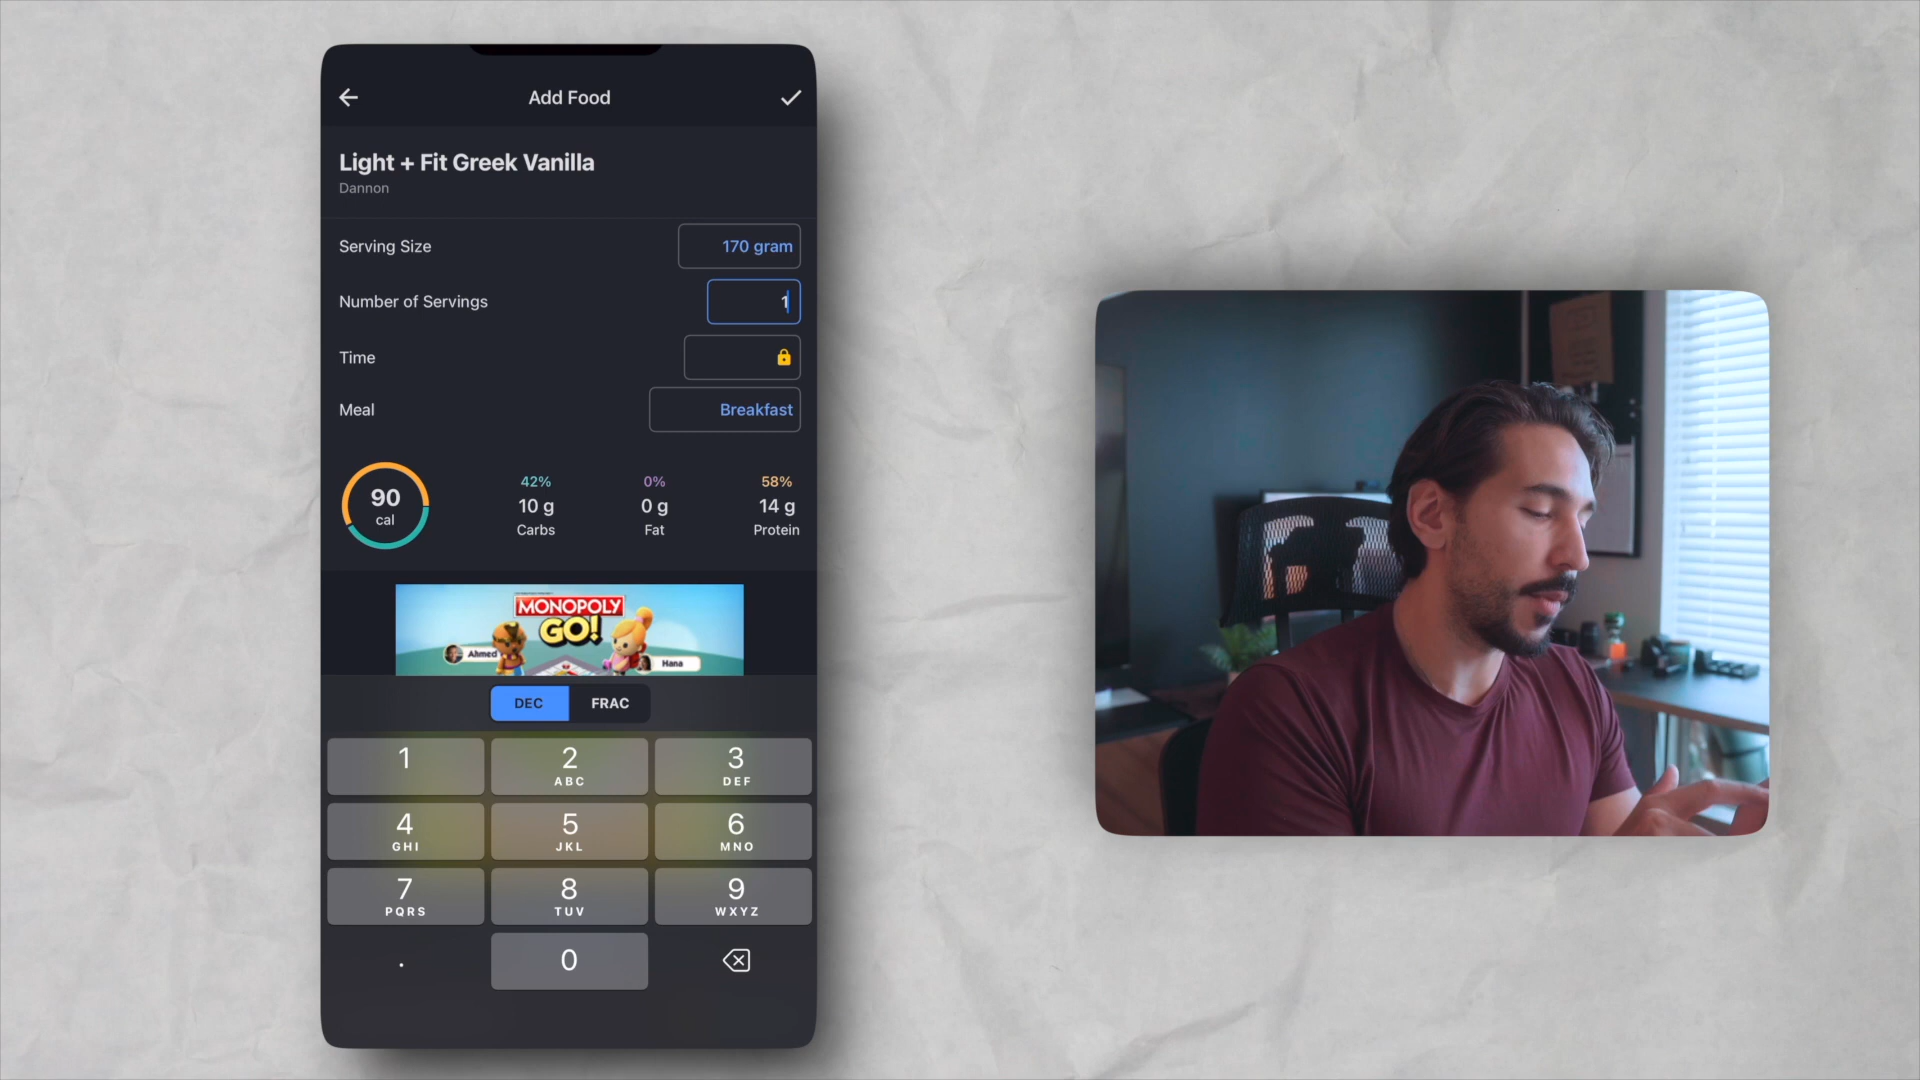 Add Food
Light + Fit Greek Vanilla
Dannon
Serving Size 170 gram
Number of Servings 1
Time
Meal Breakfast
90
cal
42% 0% 58%
10 g 0 g 14 g
Carbs Fat Protein
MONOPOLY
GO!
Ahmed
Hana
DEC FRAC
1 2 3
ABC DEF
4 5 6
GHI JKL MNO
7 8 9
PQRS TUV WXYZ
. 0